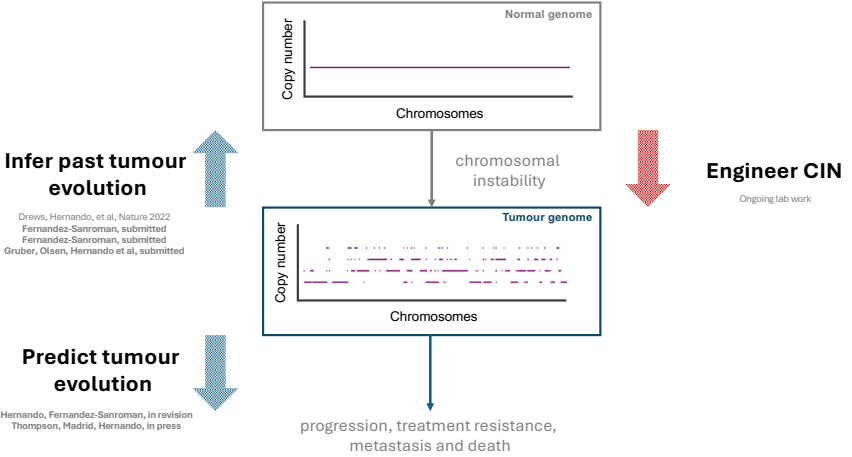 Normal genome
Copy number
Chromosomes
chromosomal
instability
Infer past tumour
evolution
Drews, Hernando, et al, Nature 2022
Fernandez-Sanroman, submitted
Fernandez-Sanroman, submitted
Gruber, Olsen, Hernando et al, submitted
Engineer CIN
Ongoing lab work
Tumour genome
Copy number
Chromosomes
Predict tumour
evolution
Hernando, Fernandez-Sanroman, in revision
Thompson, Madrid, Hernando, in press
progression, treatment resistance,
metastasis and death